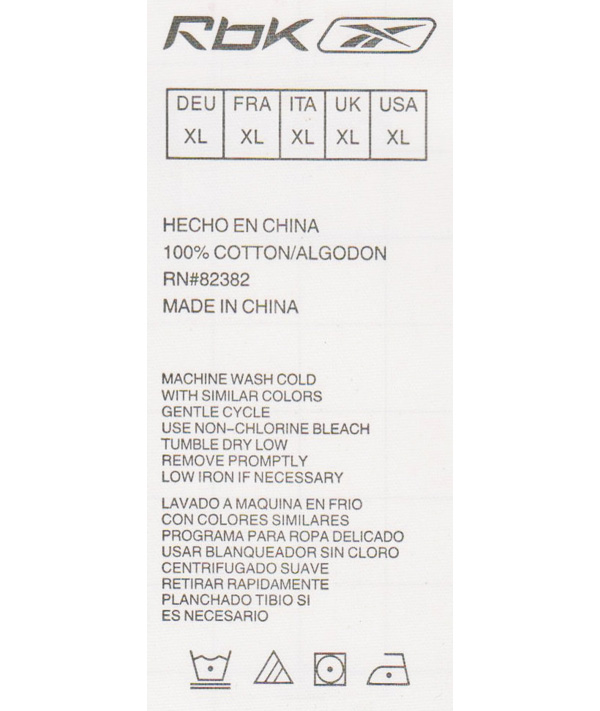 Rbk
DEU FRA ITA UK USA
XL XL XL XL XL
HECHO EN CHINA
100% COTTON/ALGODON
RN#82382
MADE IN CHINA
MACHINE WASH COLD
WITH SIMILAR COLORS
GENTLE CYCLE
USE NON-CHLORINE BLEACH
TUMBLE DRY LOW
REMOVE PROMPTLY
LOW IRON IF NECESSARY
LAVADO A MAQUINA EN FRIO
CON COLORES SIMILARES
PROGRAMA PARA ROPA DELICADO
USAR BLANQUEADOR SIN CLORO
CENTRIFUGADO SUAVE
RETIRAR RAPIDAMENTE
PLANCHADO TIBIO SI
ES NECESARIO